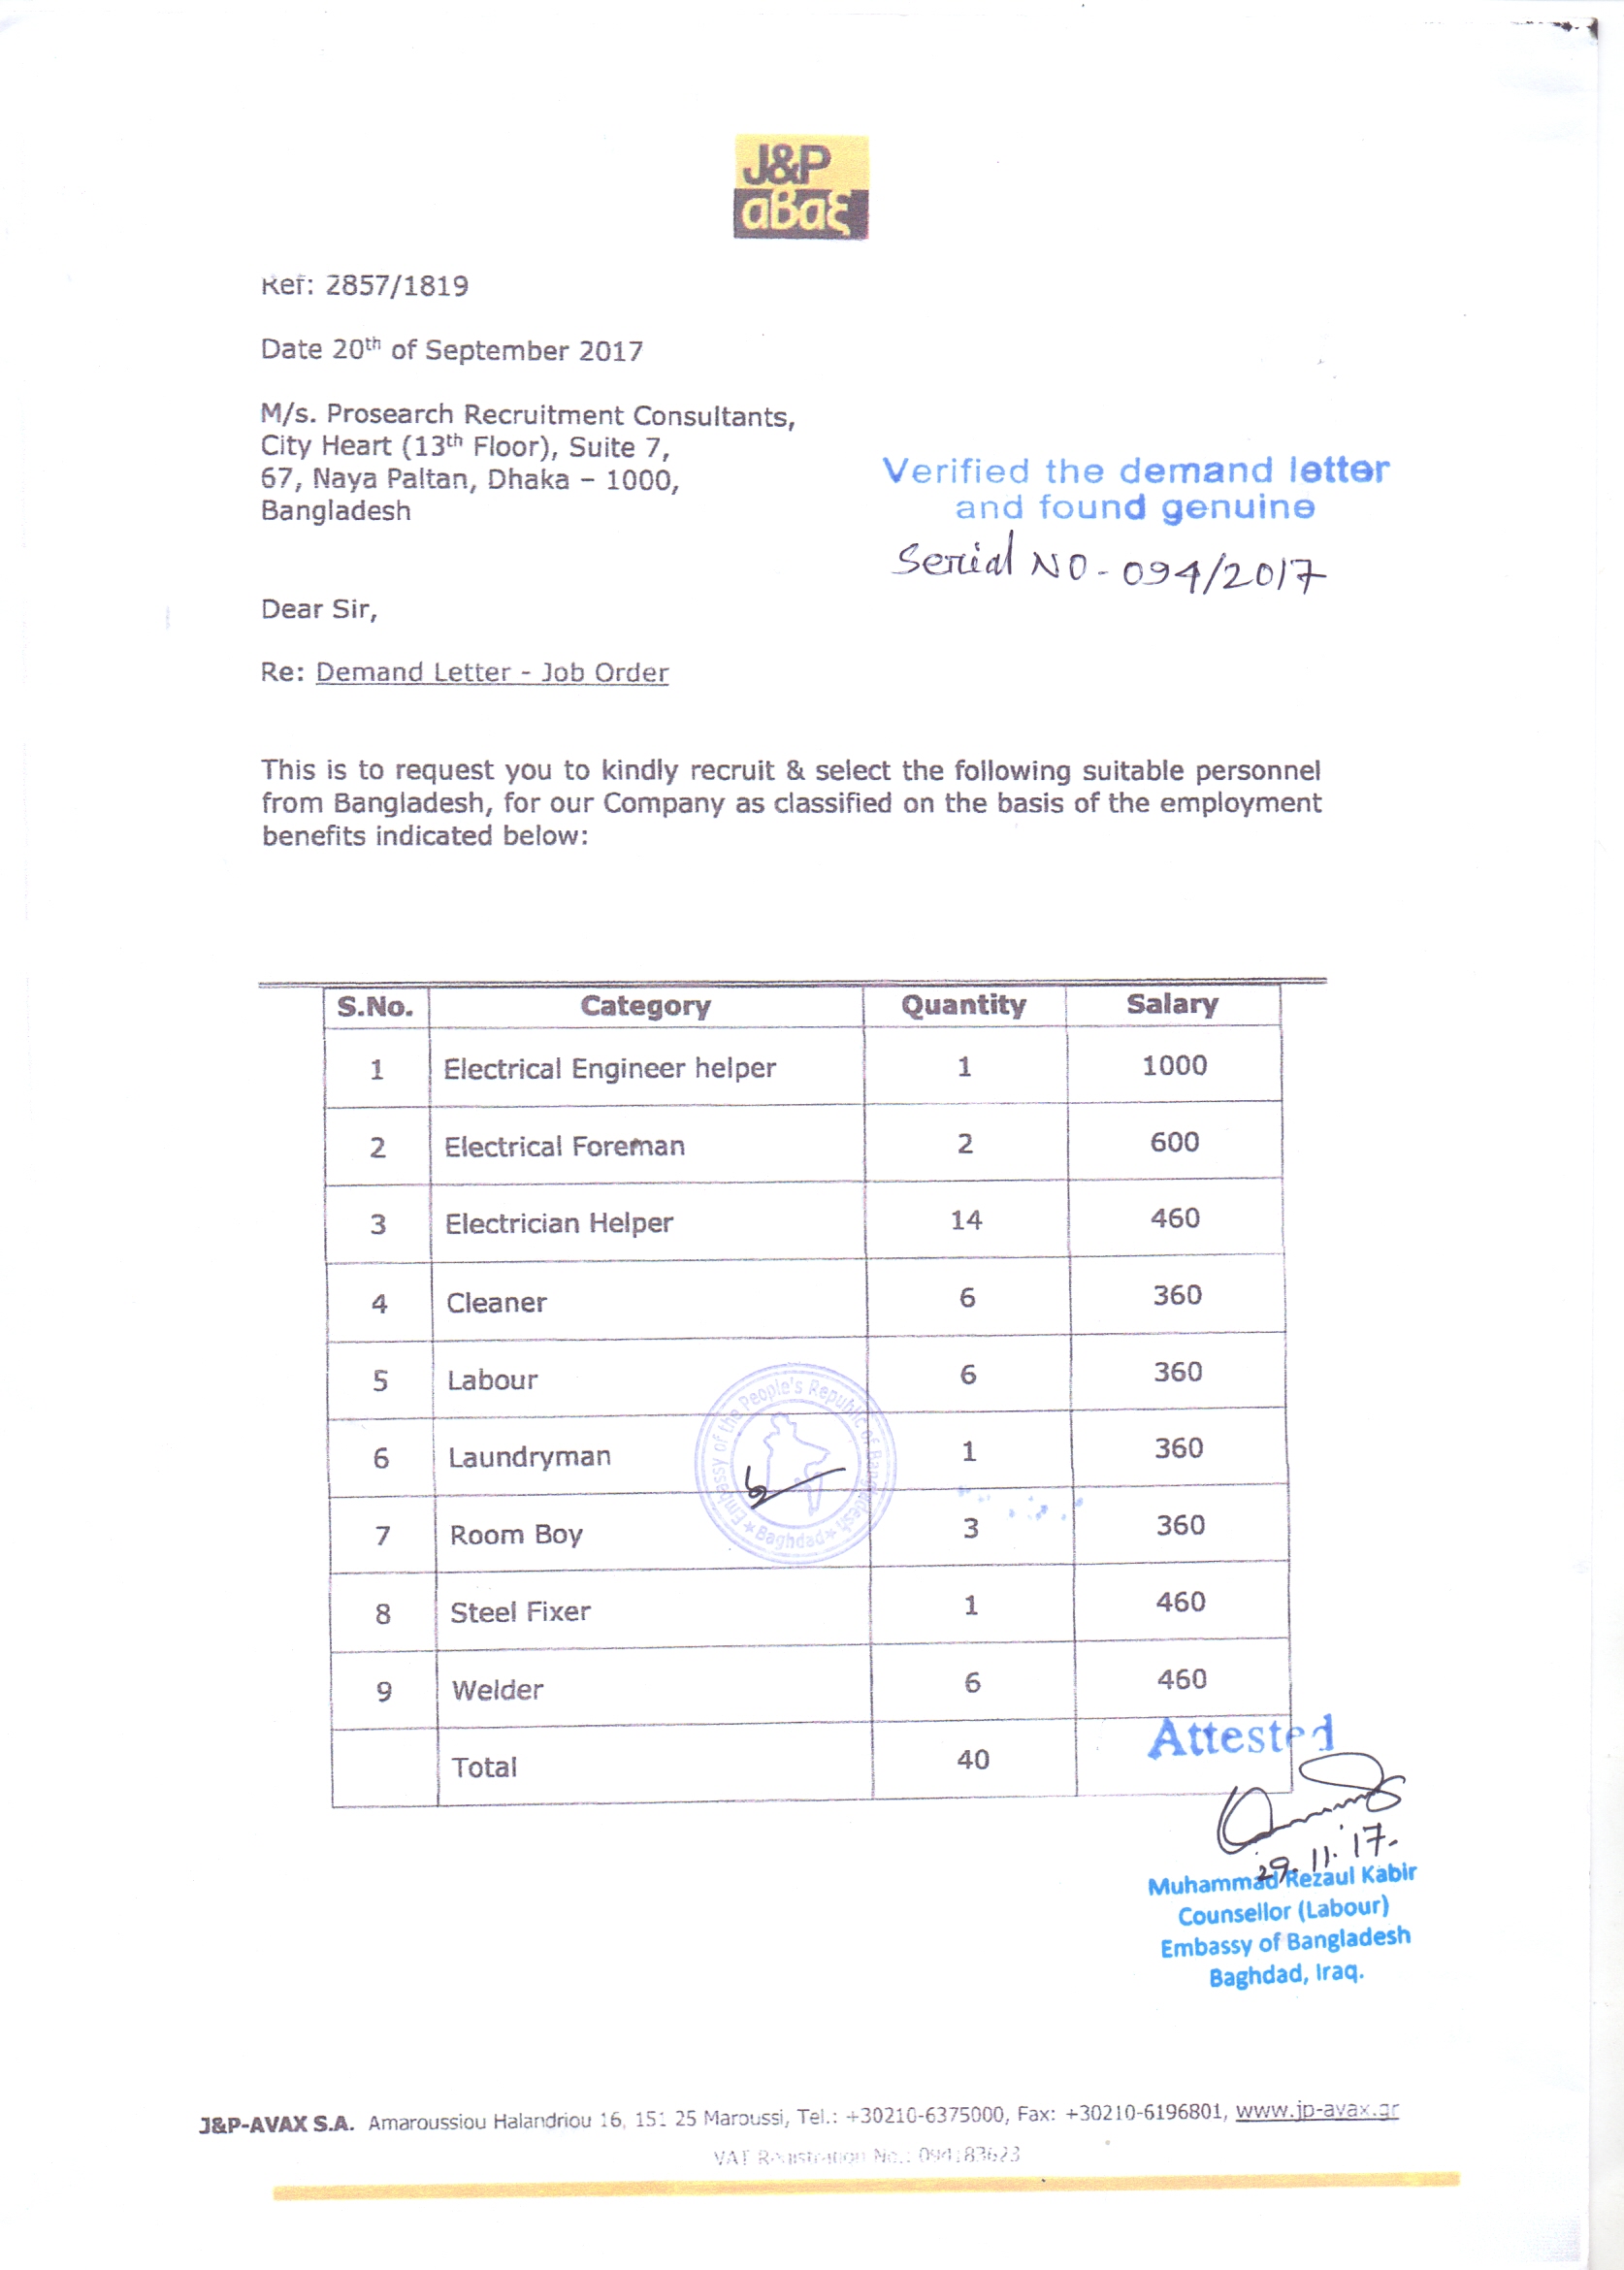 J&P
αβαξ
Ref: 2857/1819
Date 20th of September 2017
M/s. Prosearch Recruitment Consultants,
City Heart (13th Floor), Suite 7,
67, Naya Paltan, Dhaka – 1000,
Bangladesh
Verified the demand letter
and found genuine
Serial NO - 094/2017
Dear Sir,
Re: Demand Letter - Job Order
This is to request you to kindly recruit & select the following suitable personnel
from Bangladesh, for our Company as classified on the basis of the employment
benefits indicated below:
S.No. Category Quantity Salary
1 Electrical Engineer helper 1 1000
2 Electrical Foreman 2 600
3 Electrician Helper 14 460
4 Cleaner 6 360
5 Labour 6 360
6 Laundryman 1 360
7 Room Boy 3 360
8 Steel Fixer 1 460
9 Welder 6 460
Total 40
Embassy of the People's Republic of Bangladesh
Baghdad
Attested
29.11.'17.
Muhammad Rezaul Kabir
Counsellor (Labour)
Embassy of Bangladesh
Baghdad, Iraq.
J&P-AVAX S.A. Amaroussiou Halandriou 16, 151 25 Maroussi, Tel.: +30210-6375000, Fax: +30210-6196801, www.jp-avax.gr
VAT Registration No.: 094183623